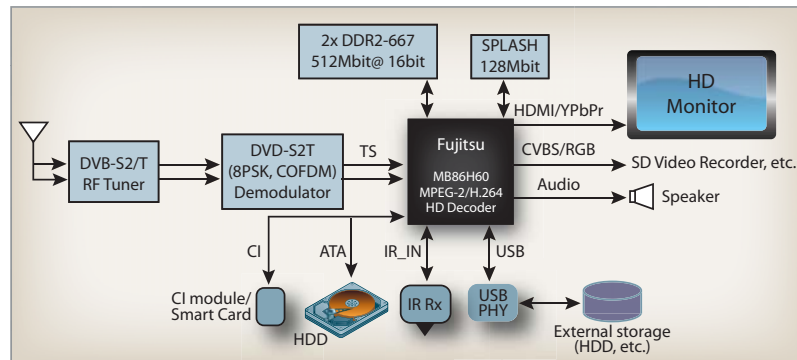 2x DDR2-667
512Mbit@ 16bit
SPLASH
128Mbit
HD
Monitor
HDMI/YPbPr
Fujitsu
MB86H60
MPEG-2/H.264
HD Decoder
DVB-S2/T
RF Tuner
DVD-S2T
(8PSK, COFDM)
Demodulator
TS
CVBS/RGB
SD Video Recorder, etc.
Audio
Speaker
CI
ATA
IR_IN
USB
CI module/
Smart Card
HDD
IR Rx
USB
PHY
External storage
(HDD, etc.)